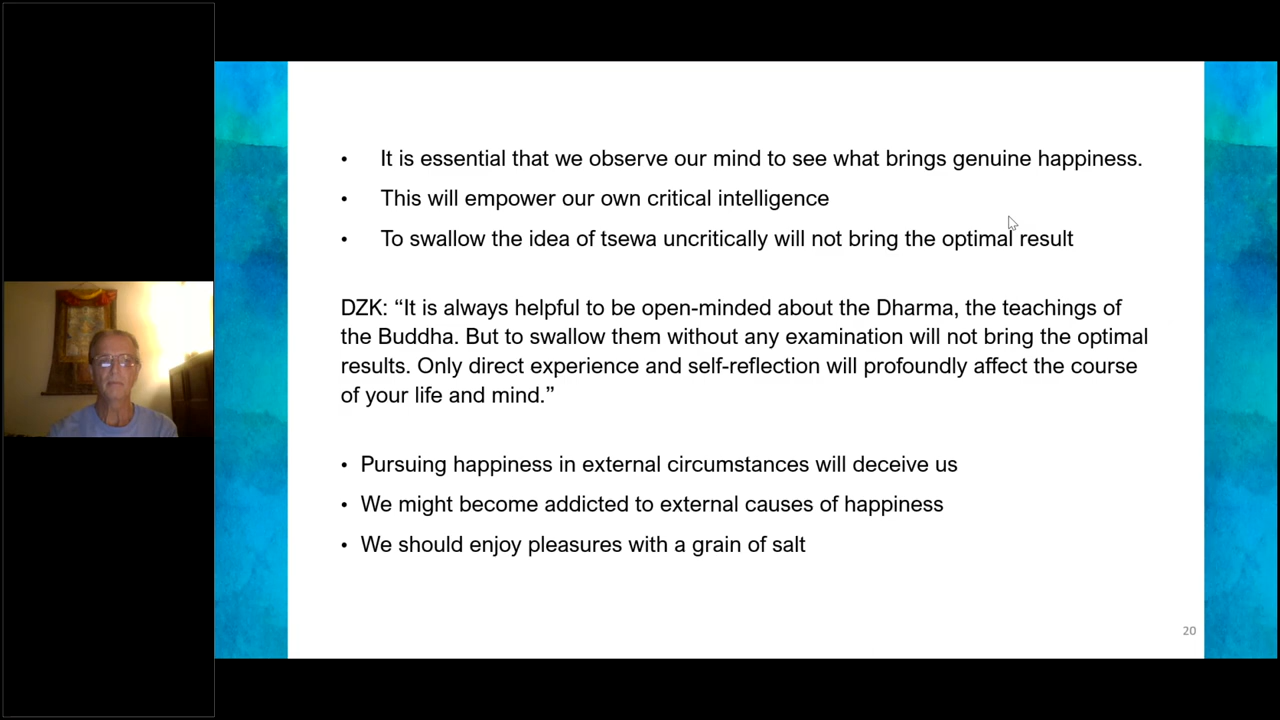 • It is essential that we observe our mind to see what brings genuine happiness.
• This will empower our own critical intelligence
• To swallow the idea of tsewa uncritically will not bring the optimal result
DZK: “It is always helpful to be open-minded about the Dharma, the teachings of
the Buddha. But to swallow them without any examination will not bring the optimal
results. Only direct experience and self-reflection will profoundly affect the course
of your life and mind.”
• Pursuing happiness in external circumstances will deceive us
• We might become addicted to external causes of happiness
• We should enjoy pleasures with a grain of salt
20